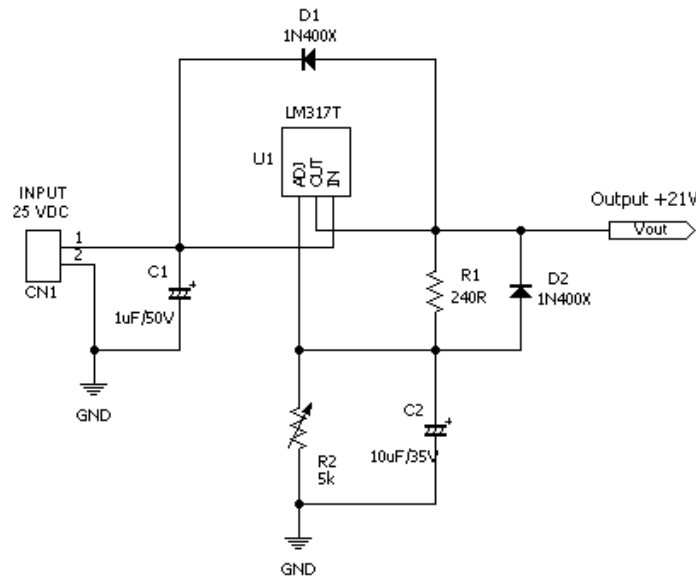 D1
1N400X
LM317T
U1
ADJ
OUT
IN
INPUT
25 VDC
1
2
CN1
C1
+
1uF/50V
GND
Output +21V
Vout
R1
240R
D2
1N400X
R2
5k
C2
+
10uF/35V
GND